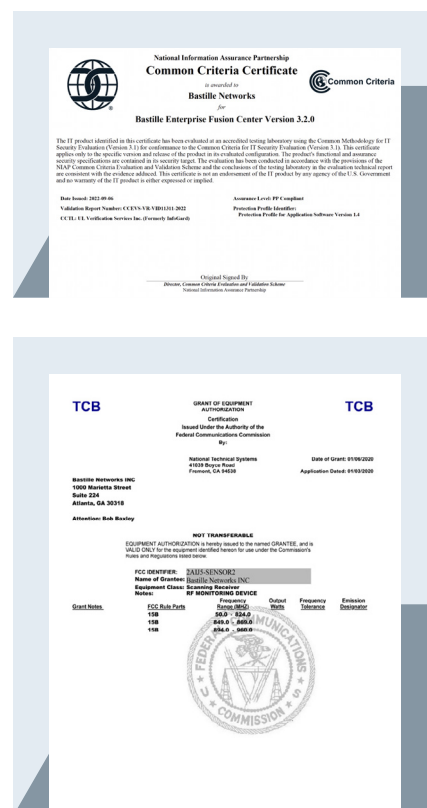 National Information Assurance Partnership
Common Criteria Certificate
is awarded to
Bastille Networks
for
Bastille Enterprise Fusion Center Version 3.2.0
Common Criteria
The IT product identified in this certificate has been evaluated at an accredited testing laboratory using the Common Methodology for IT
Security Evaluation (Version 3.1) for conformance to the Common Criteria for IT Security Evaluation (Version 3.1). This certificate
applies only to the specific version and release of the product in its evaluated configuration. The product's functional and assurance
security specifications are contained in its security target. The evaluation has been conducted in accordance with the provisions of the
NIAP Common Criteria Evaluation and Validation Scheme and the conclusions of the testing laboratory in the evaluation technical report
are consistent with the evidence adduced. This certificate is not an endorsement of the IT product by any agency of the U.S. Government
and no warranty of the IT product is either expressed or implied.
Date Issued: 2022-09-06
Validation Report Number: CCEVS-VR-VID11311-2022
CCTL: UL Verification Services Inc. (Formerly InfoGard)
Assurance Level: PP Compliant
Protection Profile Identifier:
Protection Profile for Application Software Version 1.4
Original Signed By
Director, Common Criteria Evaluation and Validation Scheme
National Information Assurance Partnership
TCB
GRANT OF EQUIPMENT
AUTHORIZATION
TCB
Certification
Issued Under the Authority of the
Federal Communications Commission
By:
National Technical Systems
41039 Boyce Road
Fremont, CA 94538
Date of Grant: 01/06/2020
Application Dated: 01/03/2020
Bastille Networks INC
1000 Marietta Street
Suite 224
Atlanta, GA 30318
Attention: Bob Baxley
NOT TRANSFERABLE
EQUIPMENT AUTHORIZATION is hereby issued to the named GRANTEE, and is
VALID ONLY for the equipment identified hereon for use under the Commission's
Rules and Regulations listed below.
FCC IDENTIFIER: 2AIJ5-SENSOR2
Name of Grantee: Bastille Networks INC
Equipment Class: Scanning Receiver
Notes: RF MONITORING DEVICE
Grant Notes FCC Rule Parts Frequency Range (MHZ) Output Watts Frequency Tolerance Emission Designator
15B 50.0 - 824.0
15B 849.0 - 869.0
15B 894.0 - 960.0
FEDERAL COMMUNICATIONS COMMISSION